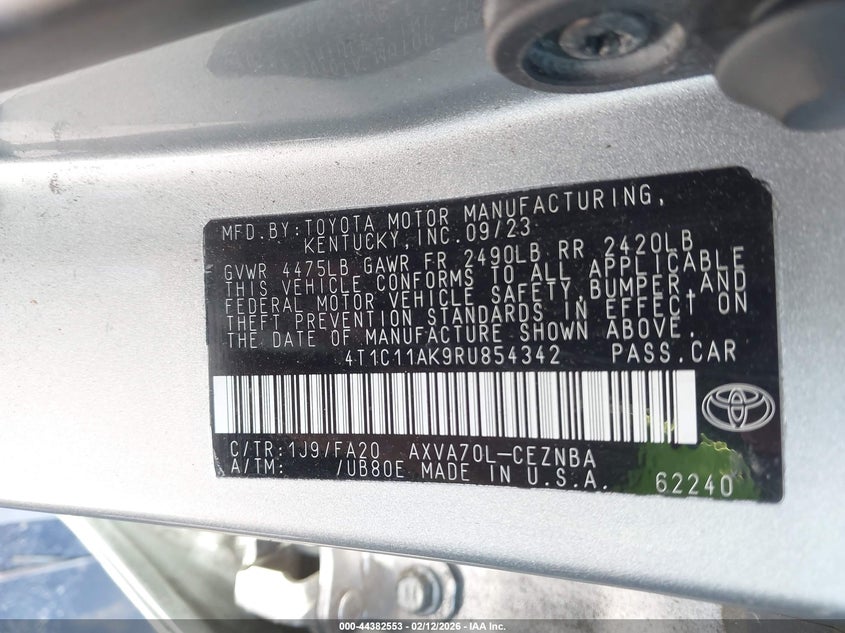 MFD.BY:TOYOTA MOTOR MANUFACTURING,
KENTUCKY,INC.09/23
GVWR 4475LB GAWR FR 2490LB RR 2420LB
THIS VEHICLE CONFORMS TO ALL APPLICABLE
FEDERAL MOTOR VEHICLE SAFETY,BUMPER,AND
THEFT PREVENTION STANDARDS IN EFFECT ON
THE DATE OF MANUFACTURE SHOWN ABOVE.
4T1C11AK9RU854342 PASS.CAR
C/TR:1J9/FA20 AXVA70L-CEZNBA
A/TM: /UB80E MADE IN U.S.A.
62240
000-44382553 - 02/12/2026 - IAA Inc.